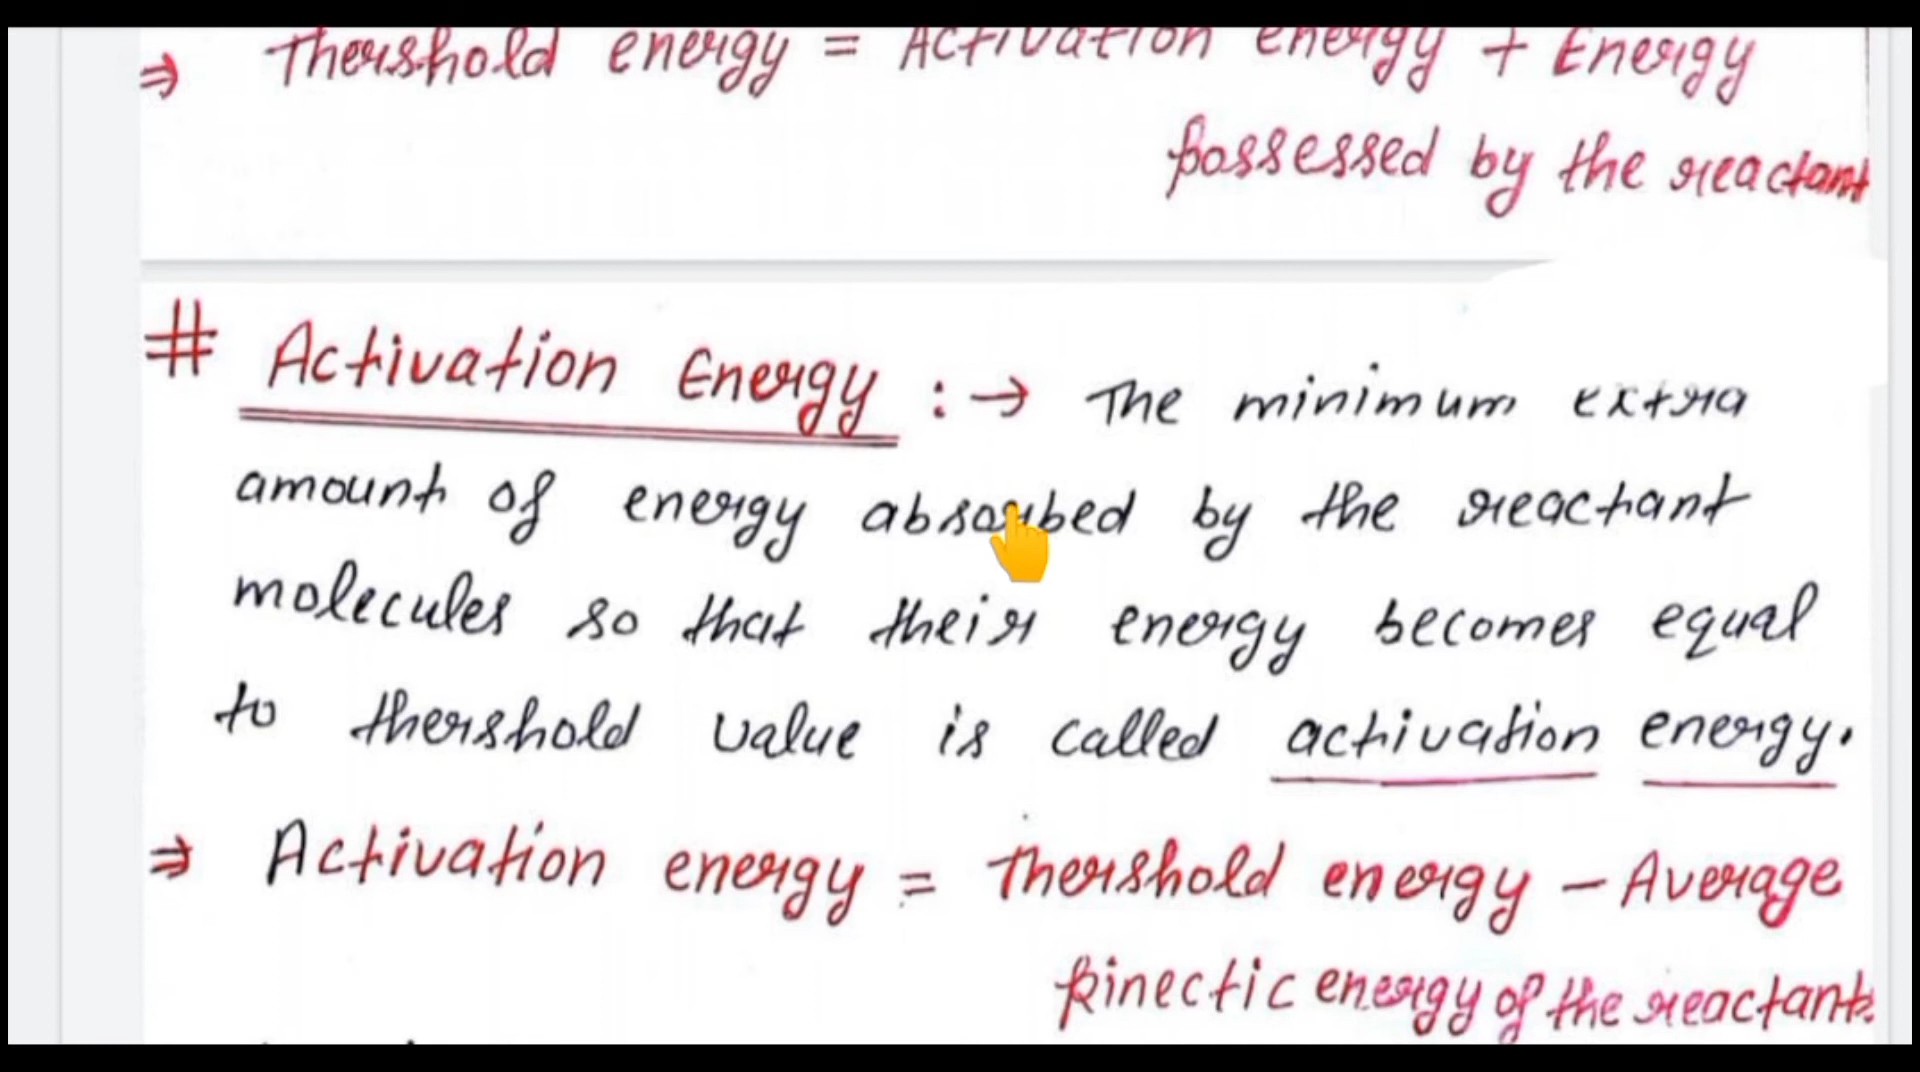 ⇒ Thershold energy = Activation energy + Energy
possessed by the reactant
# Activation Energy :→ The minimum extra
amount of energy absorbed by the reactant
molecules so that their energy becomes equal
to thershold value is called activation energy.
⇒ Activation energy = Thershold energy – Average
kinectic energy of the reactants